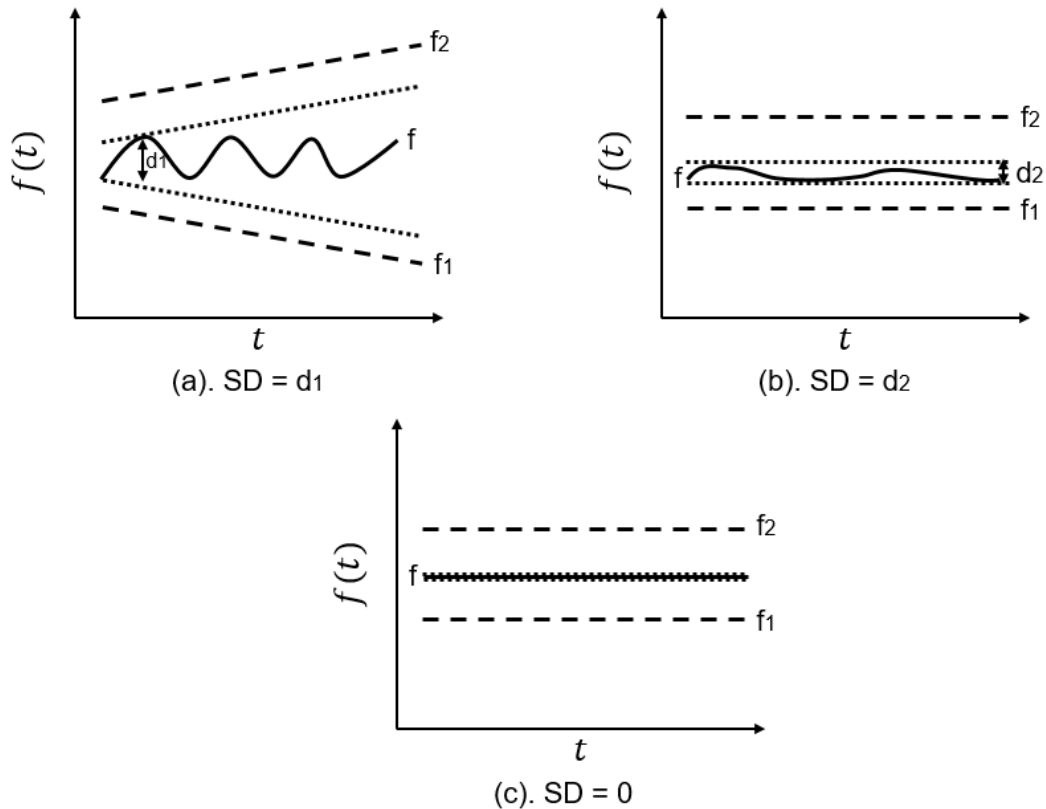 f2
f(t)
f
d1
f1
t
(a). SD = d1
f2
f(t)
f
d2
f1
t
(b). SD = d2
f2
f(t)
f
f1
t
(c). SD = 0